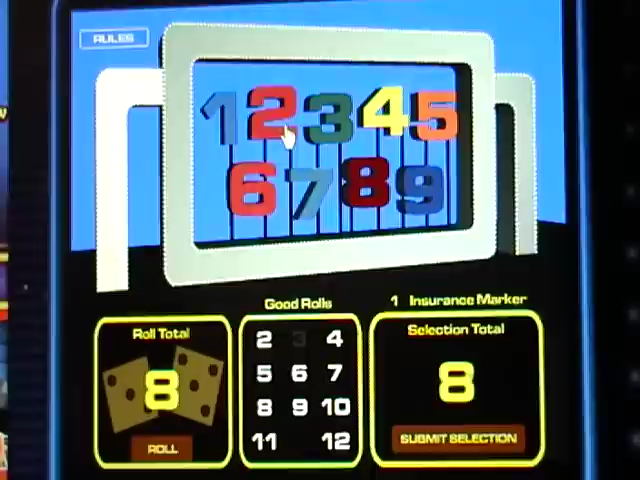 RULES
1 2 3 4 5
6 7 8 9
Good Rolls
1 Insurance Marker
Roll Total
8
ROLL
2 3 4
5 6 7
8 9 10
11 12
Selection Total
8
SUBMIT SELECTION